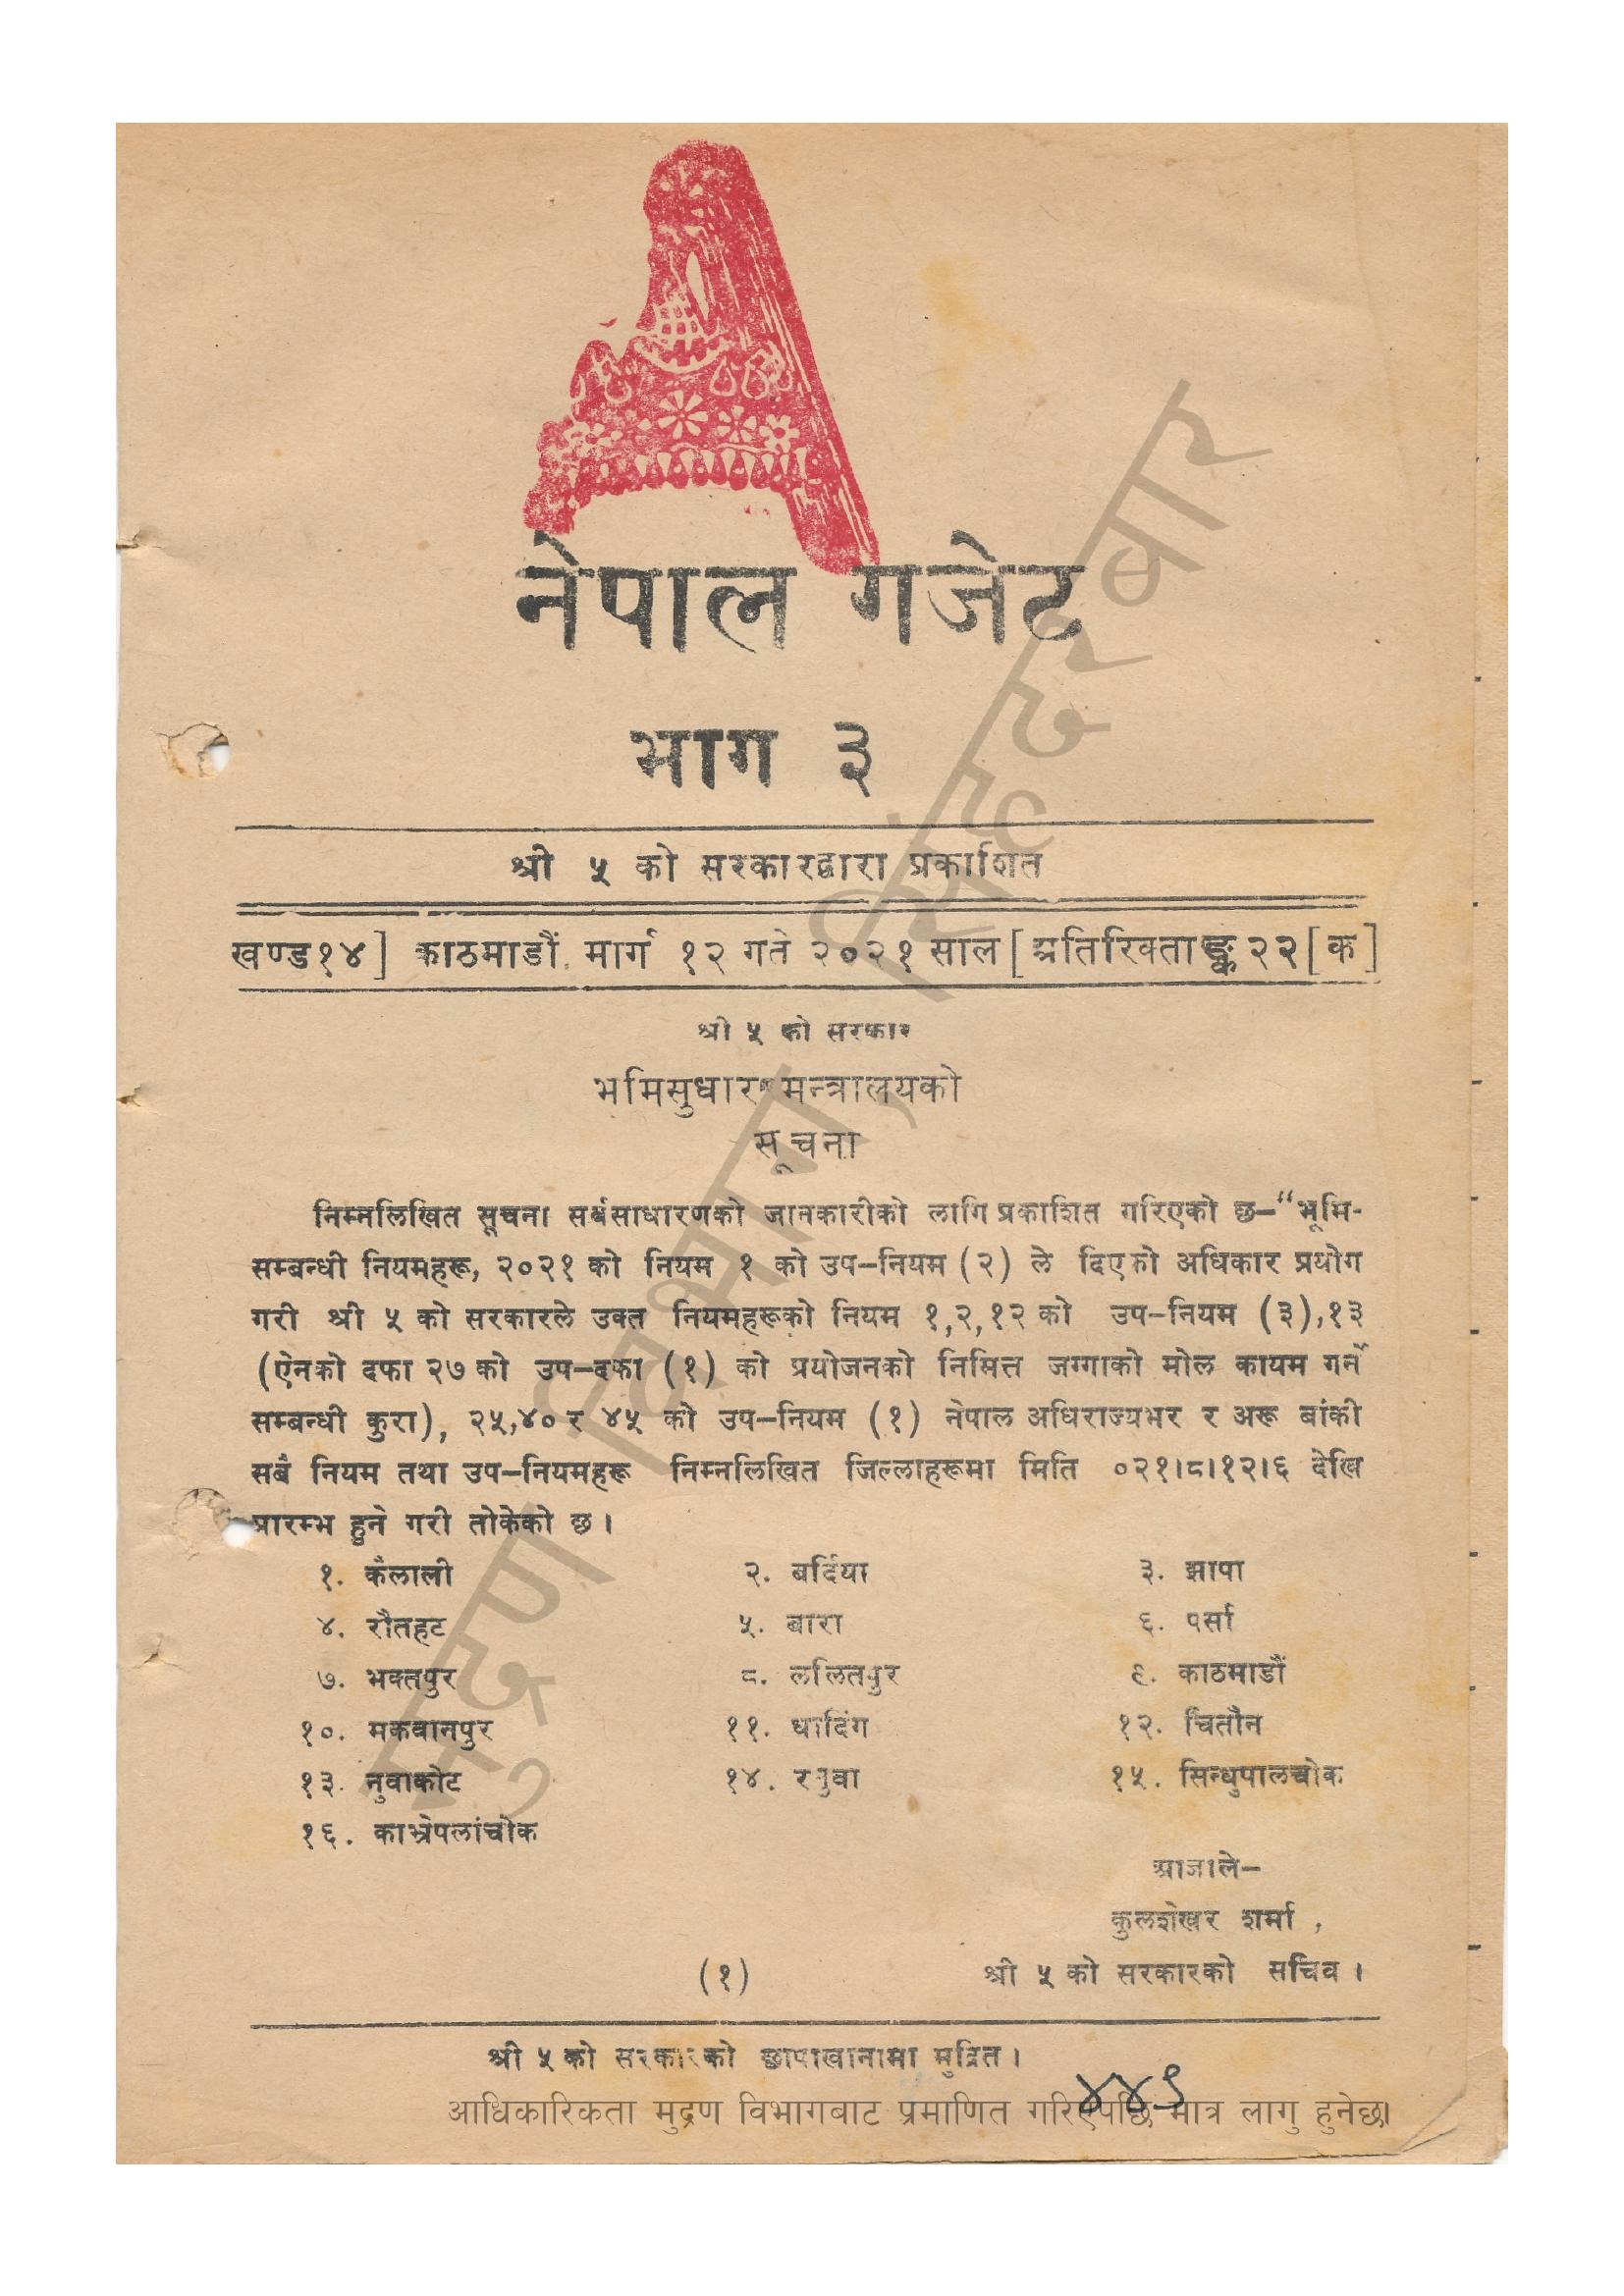 नेपाल गजेट
भाग ३
श्री ५ को सरकारद्वारा प्रकाशित
खण्ड१४] काठमाडौं मार्ग १२ गते २०२१ साल [अतिरिक्ताङ्क २२ [क]
श्री ५ को सरकार
भूमिसुधार मन्त्रालयको
सूचना
निम्नलिखित सूचना सर्वसाधारणको जानकारीको लागि प्रकाशित गरिएको छ–“भूमि-
सम्बन्धी नियमहरू, २०२१ को नियम १ को उप–नियम (२) ले दिएको अधिकार प्रयोग
गरी श्री ५ को सरकारले उक्त नियमहरूको नियम १,२,१२ को उप–नियम (३),१३
(ऐनको दफा २७ को उप–दफा (१) को प्रयोजनको निमित्त जग्गाको मोल कायम गर्ने
सम्बन्धी कुरा), २५,४० र ४५ को उप–नियम (१) नेपाल अधिराज्यभर र अरू बांकी
सबै नियम तथा उप–नियमहरू निम्नलिखित जिल्लाहरूमा मिति ०२१।८।१२।६ देखि
प्रारम्भ हुने गरी तोकेको छ ।
१. कैलाली २. बर्दिया ३. झापा
४. रौतहट ५. बारा ६. पर्सा
७. भक्तपुर ८. ललितपुर ९. काठमाडौं
१०. मकवानपुर ११. धादिंग १२. चितौन
१३. नुवाकोट १४. रसुवा १५. सिन्धुपालचोक
१६. काभ्रेपलांचोक
आज्ञाले–
कुलशेखर शर्मा ,
श्री ५ को सरकारको सचिव ।
(१)
श्री ५ को सरकारको छापाखानामा मुद्रित ।
४४९
आधिकारिकता मुद्रण विभागबाट प्रमाणित गरिएपछि मात्र लागु हुनेछ।
मुद्रण विभाग, सिंहदरबार